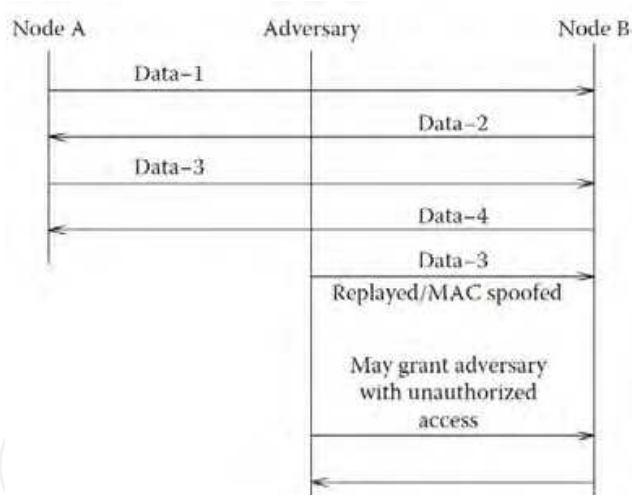 Node A Adversary Node B
Data-1
Data-2
Data-3
Data-4
Data-3
Replayed/MAC spoofed
May grant adversary
with unauthorized
access